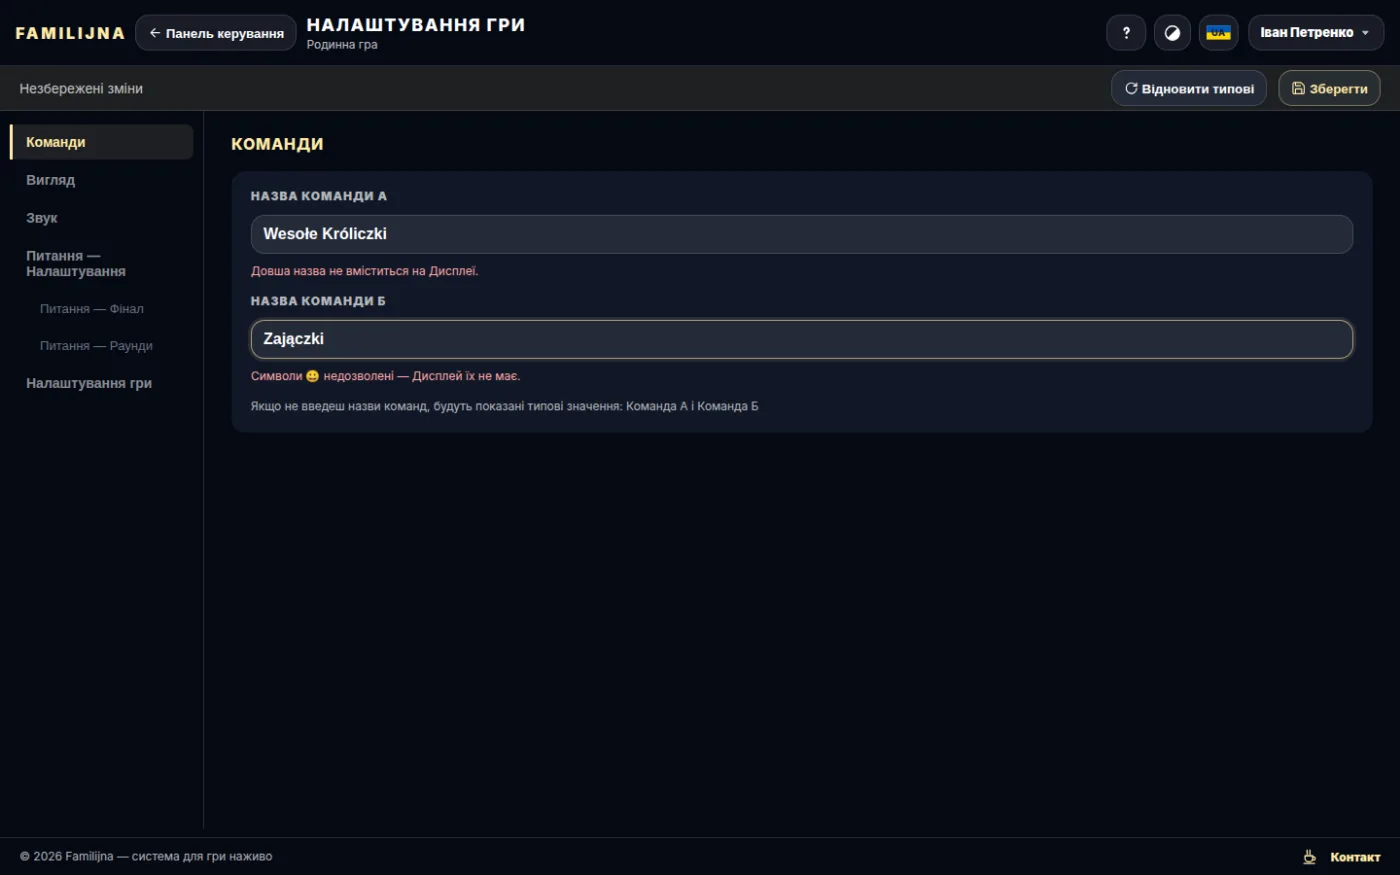 FAMILIJNA
← Панель керування
НАЛАШТУВАННЯ ГРИ
Родинна гра
?
UA
Іван Петренко
Незбережені зміни
Відновити типові
Зберегти
Команди
Вигляд
Звук
Питання —
Налаштування
Питання — Фінал
Питання — Раунди
Налаштування гри
КОМАНДИ
НАЗВА КОМАНДИ А
Wesołe Króliczki
Довша назва не вміститься на Дисплеї.
НАЗВА КОМАНДИ Б
Zajączki
Символи 😀 недозволені — Дисплей їх не має.
Якщо не введеш назви команд, будуть показані типові значення: Команда А і Команда Б
© 2026 Familijna — система для гри наживо
Контакт